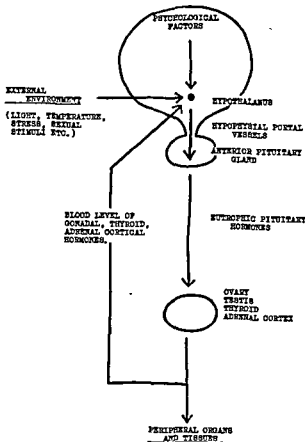 PSYCHOLOGICAL
FACTORS
EXTERNAL
ENVIRONMENT
(LIGHT, TEMPERATURE,
STRESS, SEXUAL
STIMULI ETC.)
HYPOTHALAMUS
HYPOPHYSIAL PORTAL
VESSELS
ANTERIOR PITUITARY
GLAND
BLOOD LEVEL OF
GONADAL, THYROID,
ADRENAL CORTICAL
HORMONES.
EUTROPHIC PITUITARY
HORMONES
OVARY
TESTIS
THYROID
ADRENAL CORTEX
PERIPHERAL ORGANS
AND TISSUES